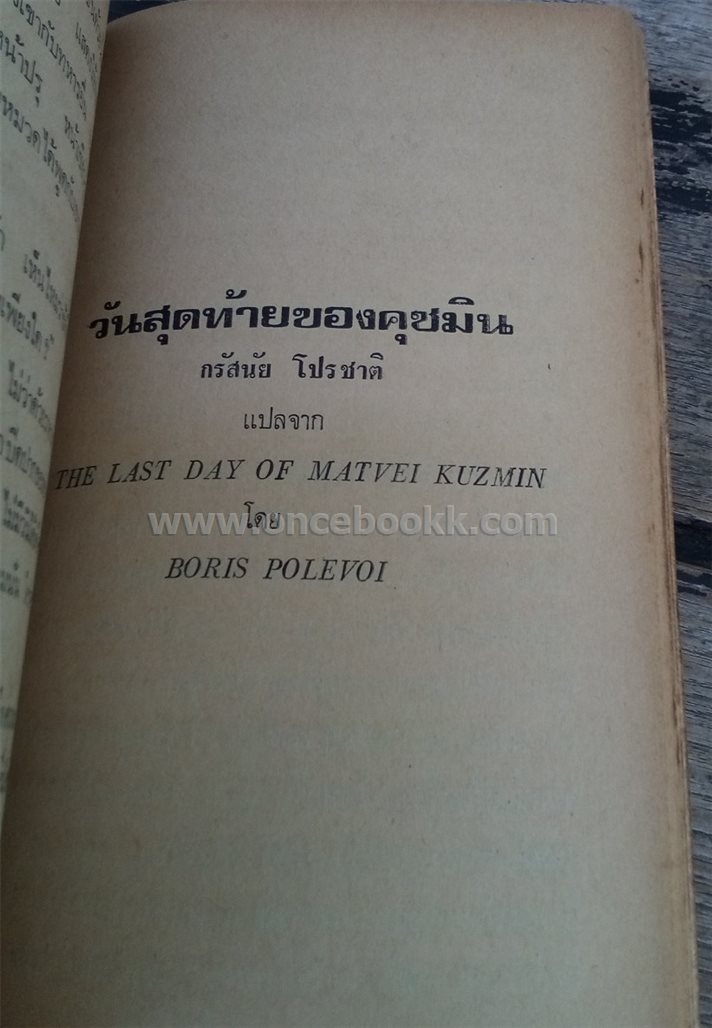 วันสุดท้ายของคุซมิน
กรัสนัย โปรชาติ
แปลจาก
THE LAST DAY OF MATVEI KUZMIN
โดย
www.oncebookk.com
BORIS POLEVOI